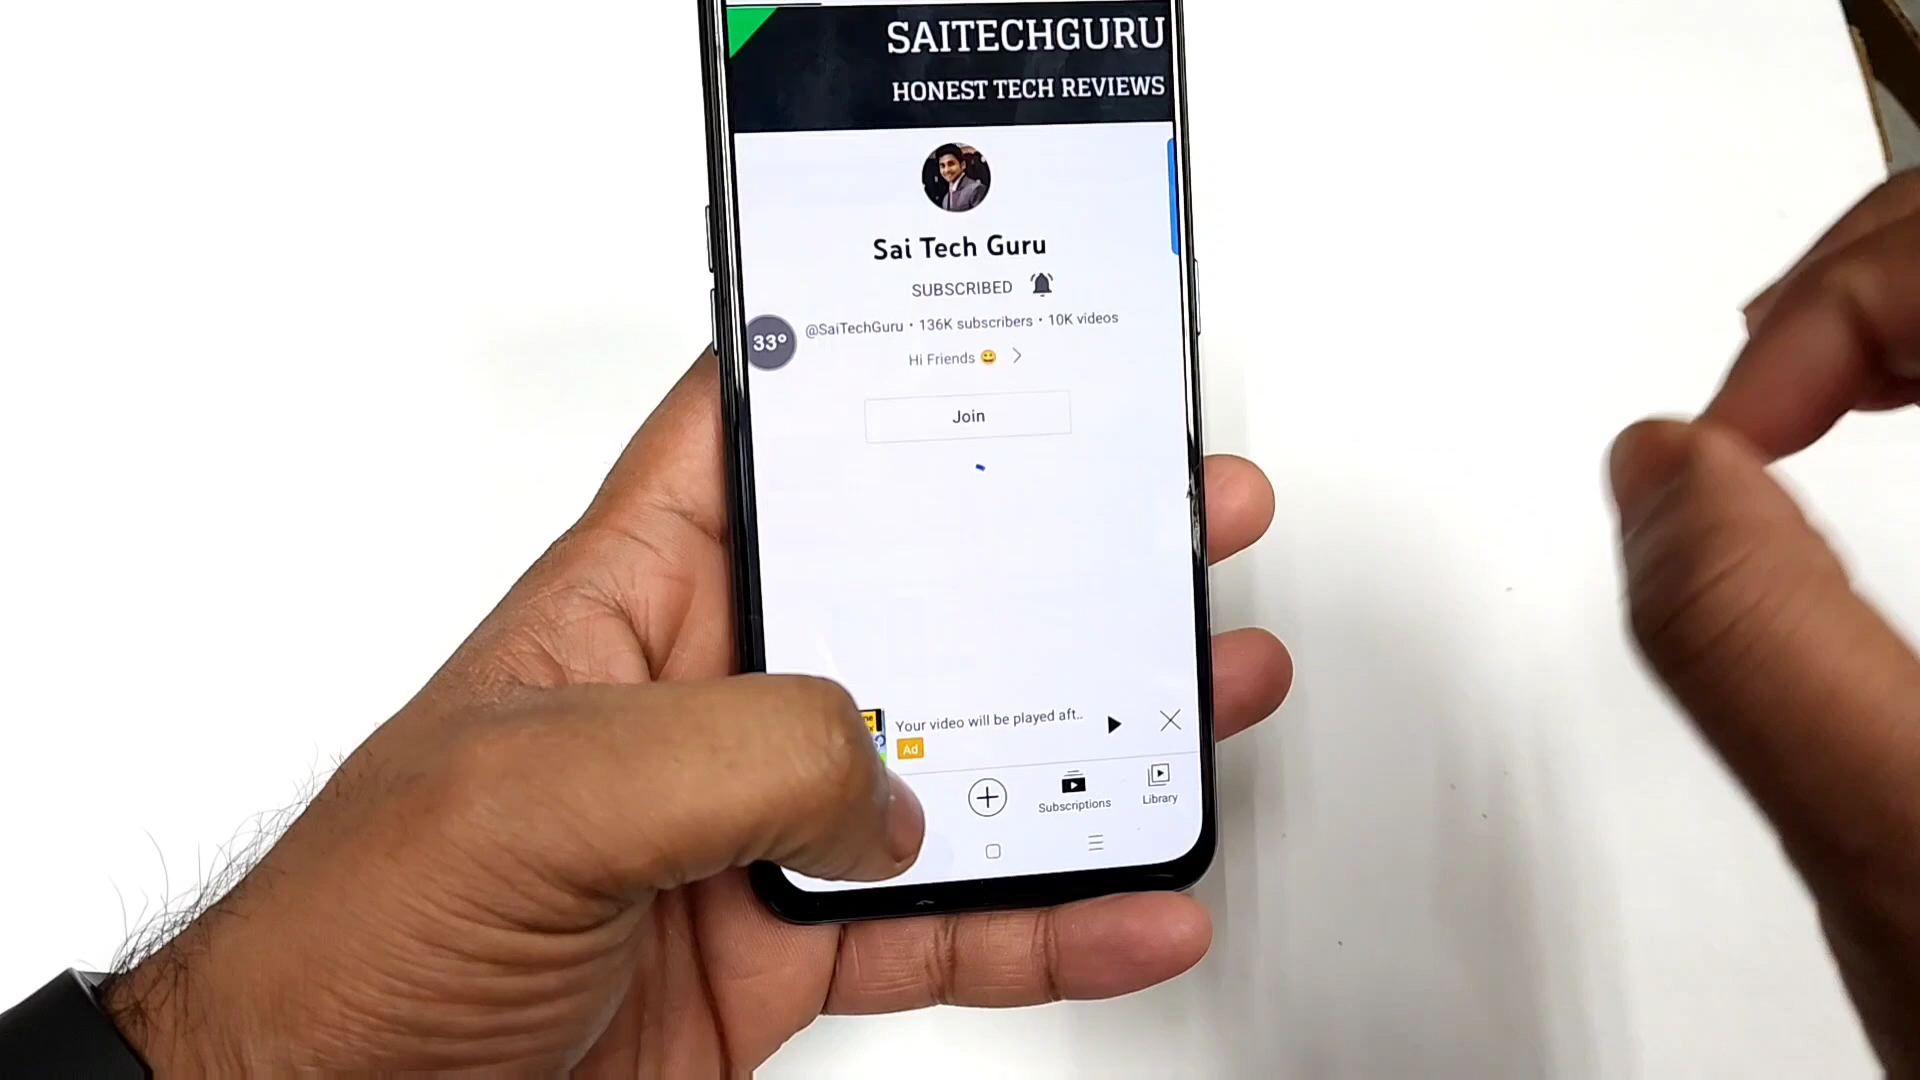 SAITECHGURU
HONEST TECH REVIEWS
Sai Tech Guru
SUBSCRIBED
@SaiTechGuru • 136K subscribers • 10K videos
33°
Hi Friends 😀 >
Join
Your video will be played aft..
Ad
Subscriptions
Library